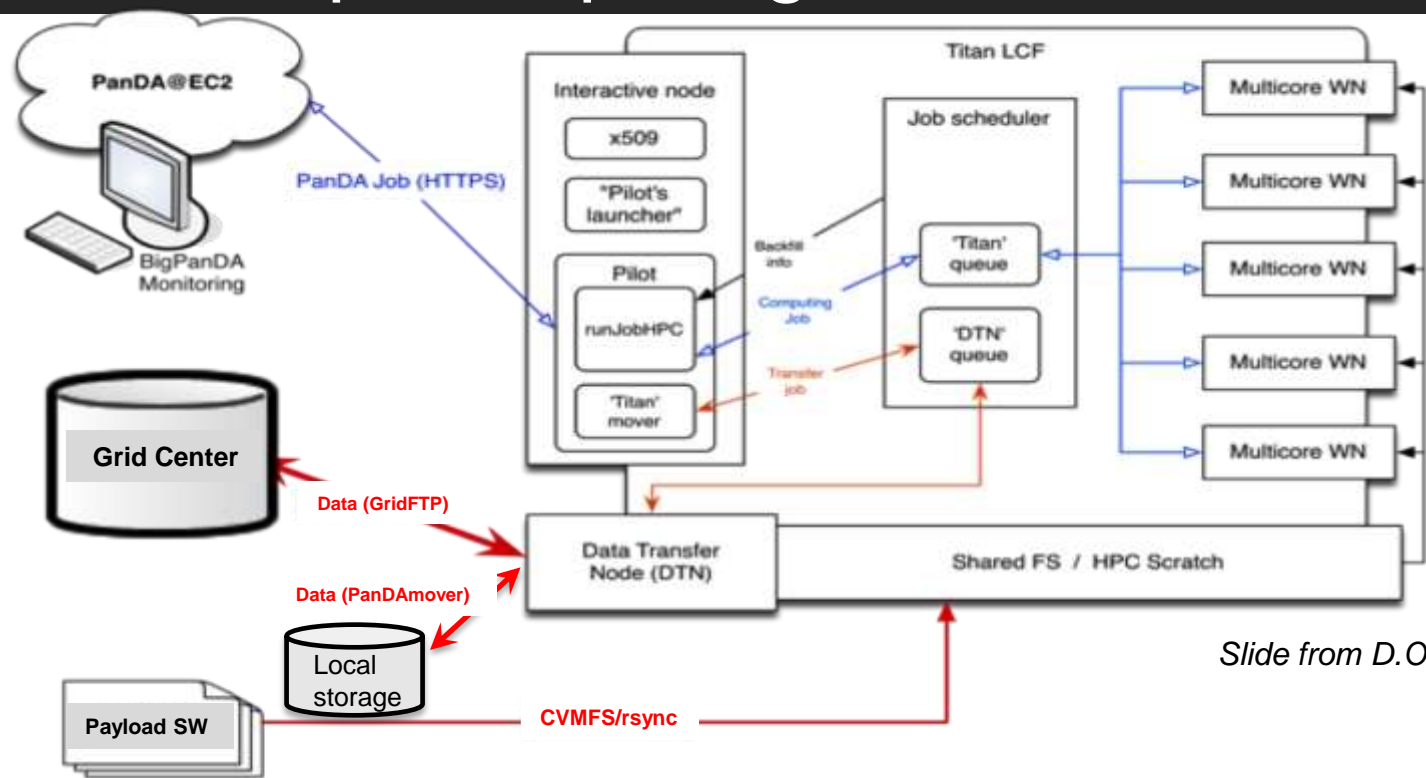 PanDA@EC2
BigPanDA
Monitoring
PanDA Job (HTTPS)
Titan LCF
Interactive node
x509
"Pilot's
launcher"
Pilot
runJobHPC
'Titan'
mover
Backfill
info
Computing
Job
Transfer
job
Job scheduler
'Titan'
queue
'DTN'
queue
Multicore WN
Multicore WN
Multicore WN
Multicore WN
Multicore WN
Grid Center
Data (GridFTP)
Data Transfer
Node (DTN)
Shared FS / HPC Scratch
Data (PanDAmover)
Local
storage
Slide from D.O
Payload SW
CVMFS/rsync